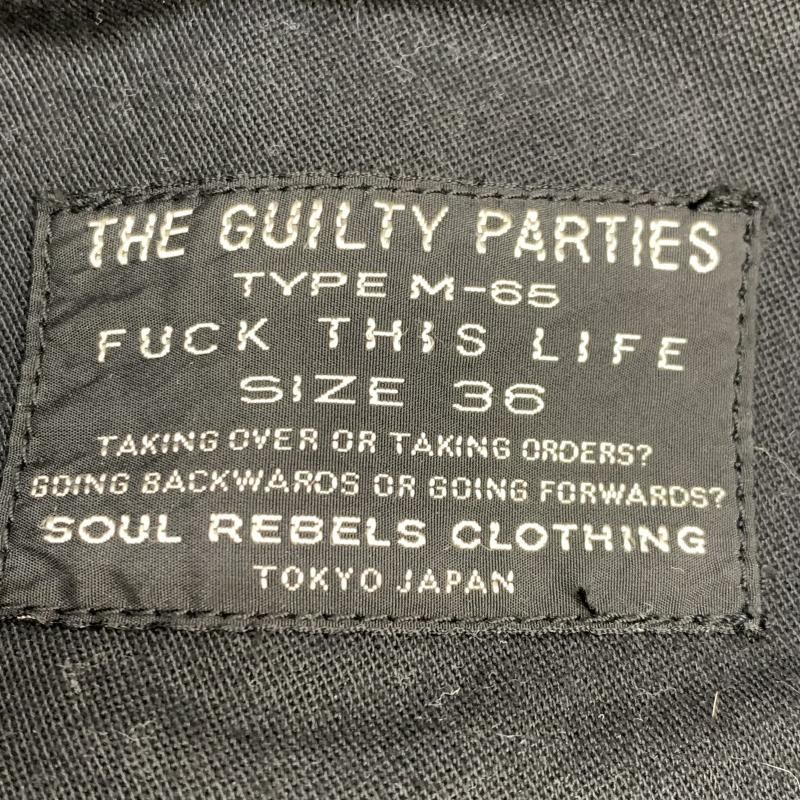 THE GUILTY PARTIES
TYPE M-65
FUCK THIS LIFE
SIZE 36
TAKING OVER OR TAKING ORDERS?
GOING BACKWARDS OR GOING FORWARDS?
SOUL REBELS CLOTHING
TOKYO JAPAN